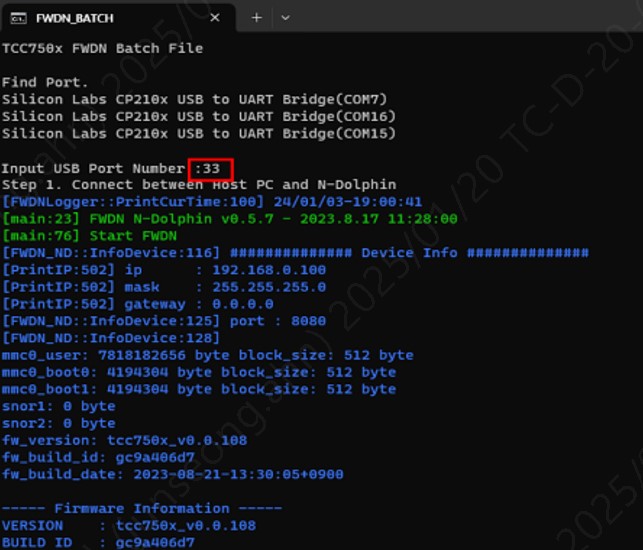 FWDN_BATCH
TCC750x FWDN Batch File
Find Port.
Silicon Labs CP210x USB to UART Bridge(COM7)
Silicon Labs CP210x USB to UART Bridge(COM16)
Silicon Labs CP210x USB to UART Bridge(COM15)
Input USB Port Number :33
Step 1. Connect between Host PC and N-Dolphin
[FWDNLogger::PrintCurTime:100] 24/01/03-19:00:41
[main:23] FWDN N-Dolphin v0.5.7 - 2023.8.17 11:28:00
[main:76] Start FWDN
[FWDN_ND::InfoDevice:116] ############## Device Info ##############
[PrintIP:502] ip : 192.168.0.100
[PrintIP:502] mask : 255.255.255.0
[PrintIP:502] gateway : 0.0.0.0
[FWDN_ND::InfoDevice:125] port : 8080
[FWDN_ND::InfoDevice:128]
mmc0_user: 7818182656 byte block_size: 512 byte
mmc0_boot0: 4194304 byte block_size: 512 byte
mmc0_boot1: 4194304 byte block_size: 512 byte
snor1: 0 byte
snor2: 0 byte
fw_version: tcc750x_v0.0.108
fw_build_id: gc9a406d7
fw_build_date: 2023-08-21-13:30:05+0900
----- Firmware Information -----
VERSION : tcc750x_v0.0.108
BUILD ID : gc9a406d7